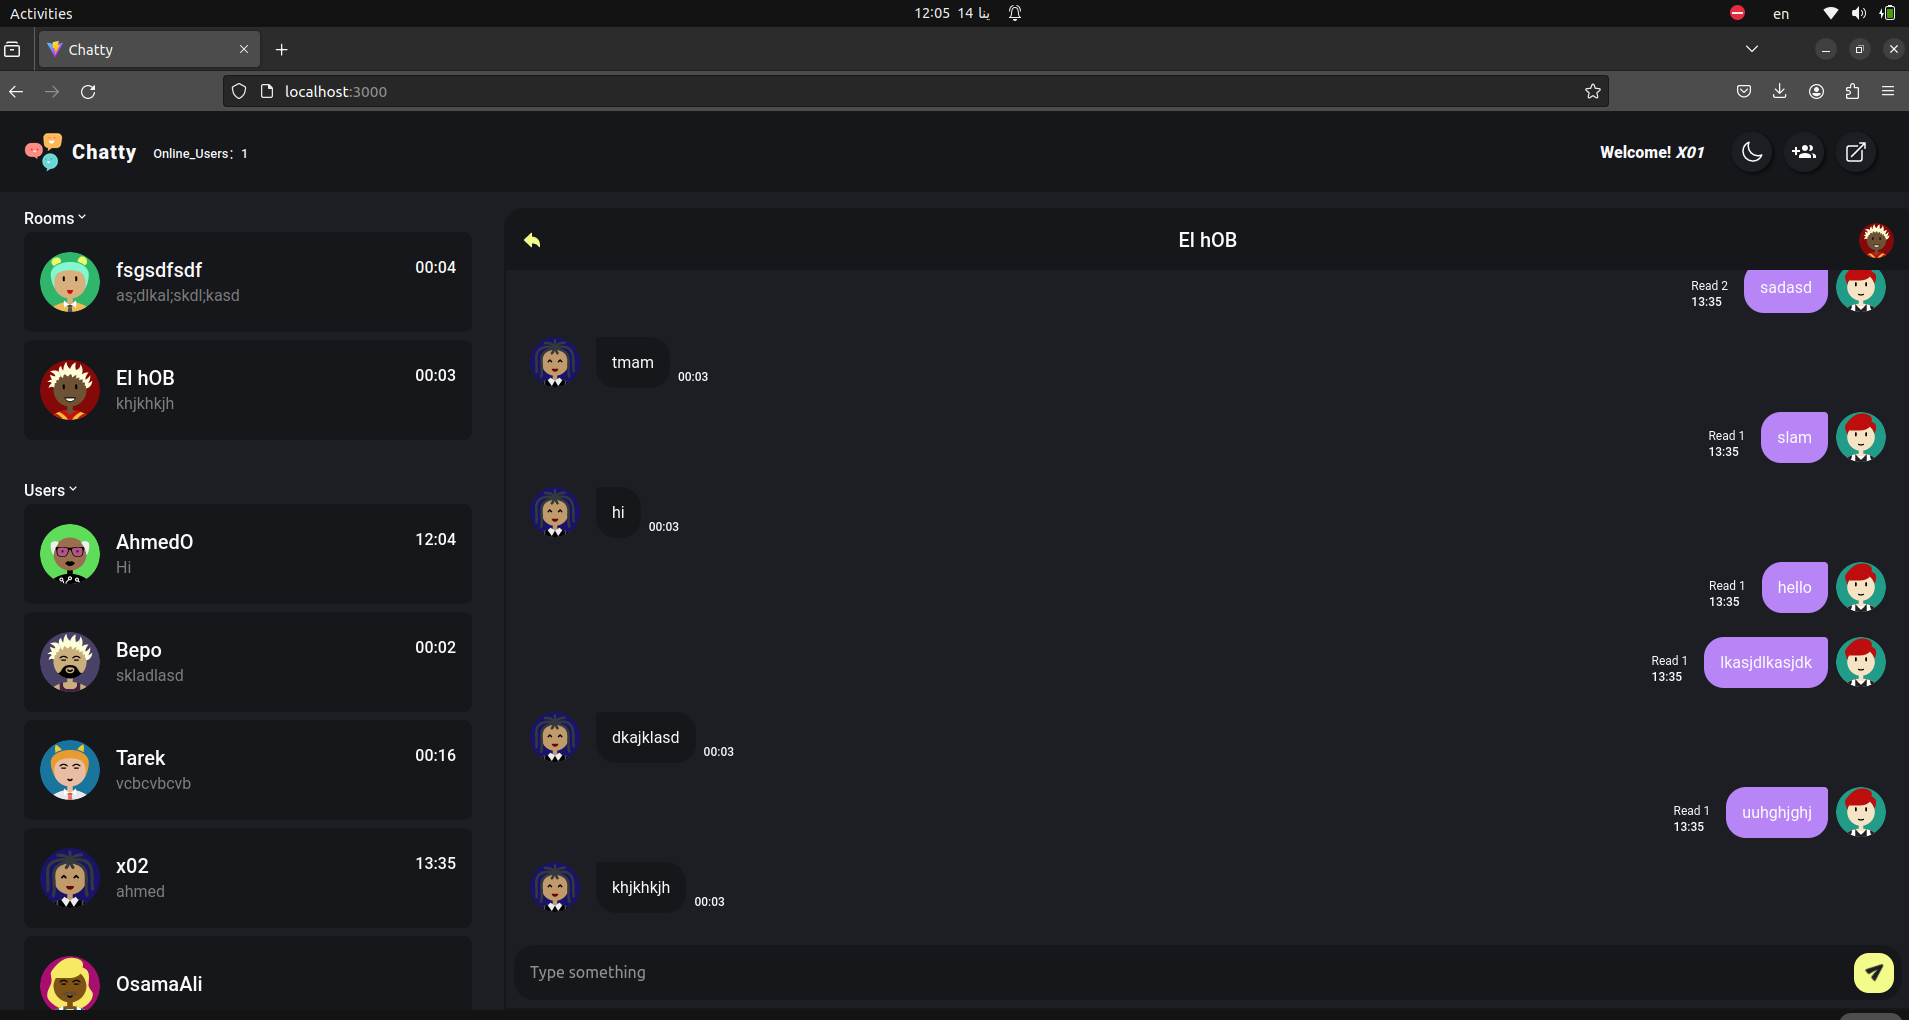 Activities
12:05 14 ينا
en
Chatty
localhost:3000
Chatty
Online_Users: 1
Welcome! X01
Rooms
fsgsdfsdf
00:04
as;dlkal;skdl;kasd
El hOB
00:03
khjkhkjh
Users
AhmedO
12:04
Hi
Bepo
00:02
skladlasd
Tarek
00:16
vcbcvbcvb
x02
13:35
ahmed
OsamaAli
El hOB
Read 2
13:35
sadasd
tmam
00:03
Read 1
13:35
slam
hi
00:03
Read 1
13:35
hello
Read 1
13:35
lkasjdlkasjdk
dkajklasd
00:03
Read 1
13:35
uuhghjghj
khjkhkjh
00:03
Type something